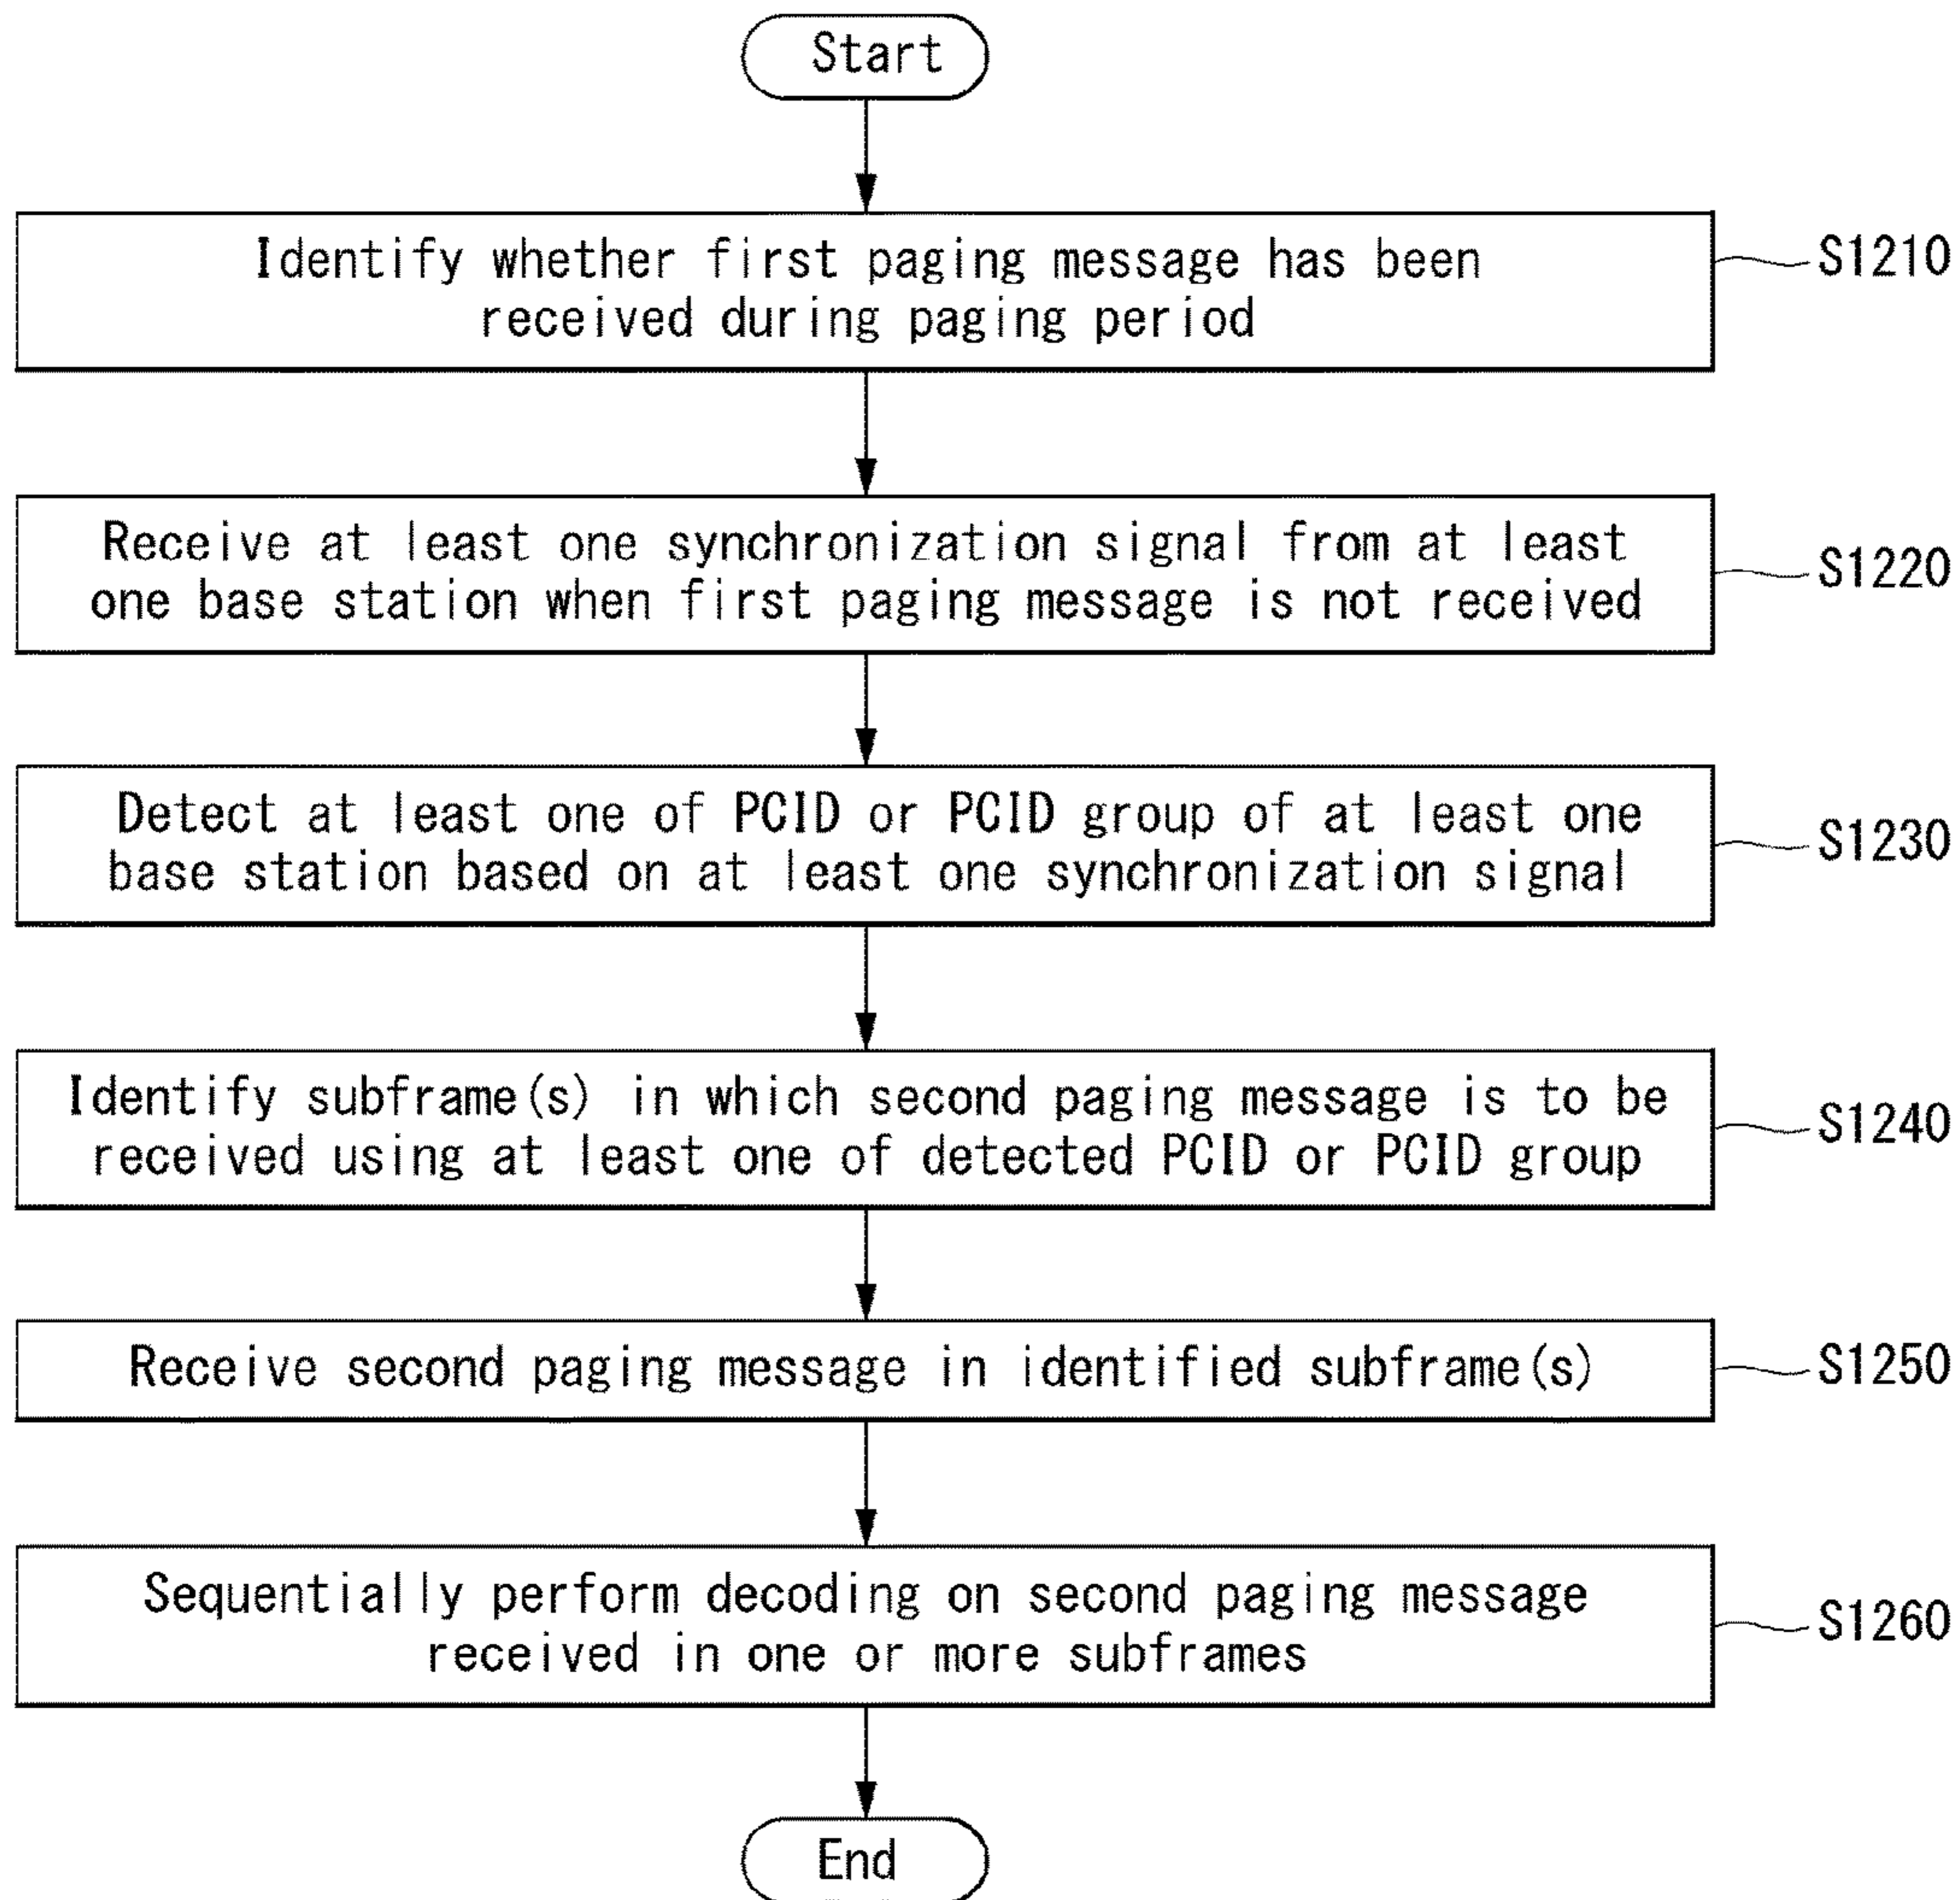 Start
Identify whether first paging message has been
received during paging period
S1210
Receive at least one synchronization signal from at least
one base station when first paging message is not received
S1220
Detect at least one of PCID or PCID group of at least one
base station based on at least one synchronization signal
S1230
Identify subframe(s) in which second paging message is to be
received using at least one of detected PCID or PCID group
S1240
Receive second paging message in identified subframe(s)
S1250
Sequentially perform decoding on second paging message
received in one or more subframes
S1260
End